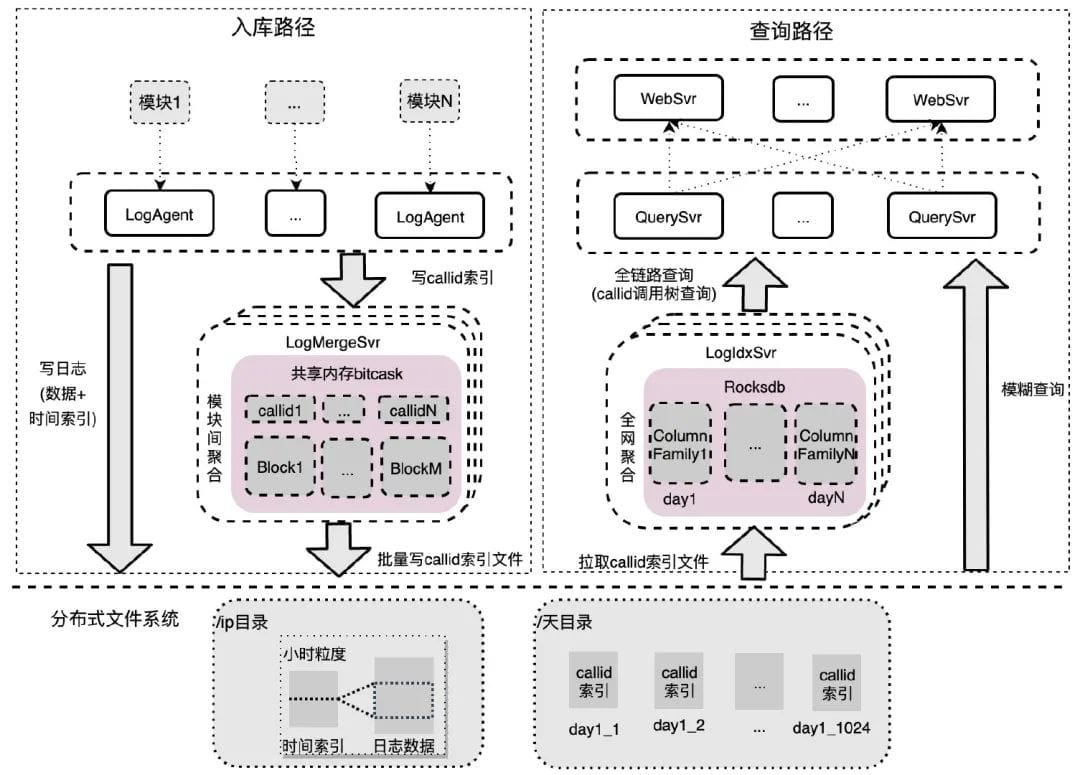 入库路径
模块1
...
模块N
LogAgent
...
LogAgent
写callid索引
写日志
(数据+
时间索引)
LogMergeSvr
模块间聚合
共享内存bitcask
callid1
...
callidN
Block1
...
BlockM
批量写callid索引文件
查询路径
WebSvr
...
WebSvr
QuerySvr
...
QuerySvr
全链路查询
(callid调用树查询)
LogIdxSvr
全网聚合
Rocksdb
Column
Family1
...
Column
FamilyN
day1
dayN
模糊查询
拉取callid索引文件
分布式文件系统
/ip目录
小时粒度
时间索引
日志数据
/天目录
callid
索引
callid
索引
...
callid
索引
day1_1
day1_2
...
day1_1024